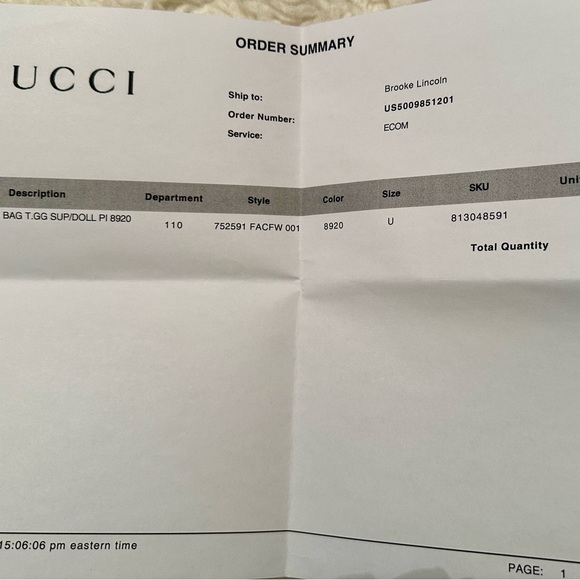 ORDER SUMMARY
UCCI
Ship to: Brooke Lincoln
Order Number: US5009851201
Service: ECOM
Description Department Style Color Size SKU Uni
BAG T.GG SUP/DOLL PI 8920 110 752591 FACFW 001 8920 U 813048591
Total Quantity
15:06:06 pm eastern time
PAGE: 1